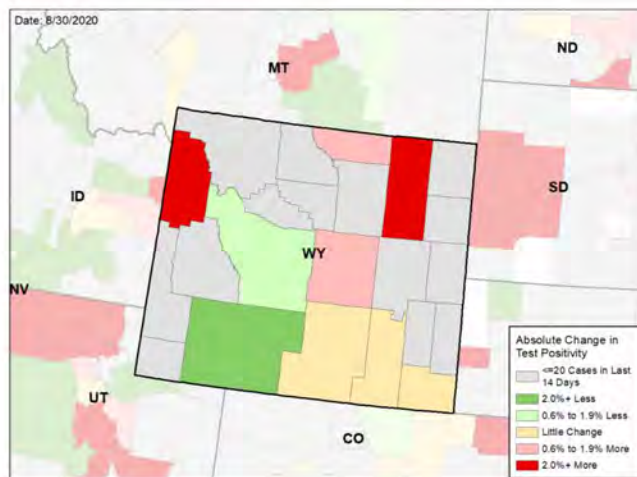 Date: 8/30/2020
ND
MT
ID
SD
WY
NV
UT
CO
Absolute Change in
Test Positivity
<=20 Cases in Last
14 Days
2.0%+ Less
0.6% to 1.9% Less
Little Change
0.6% to 1.9% More
2.0%+ More